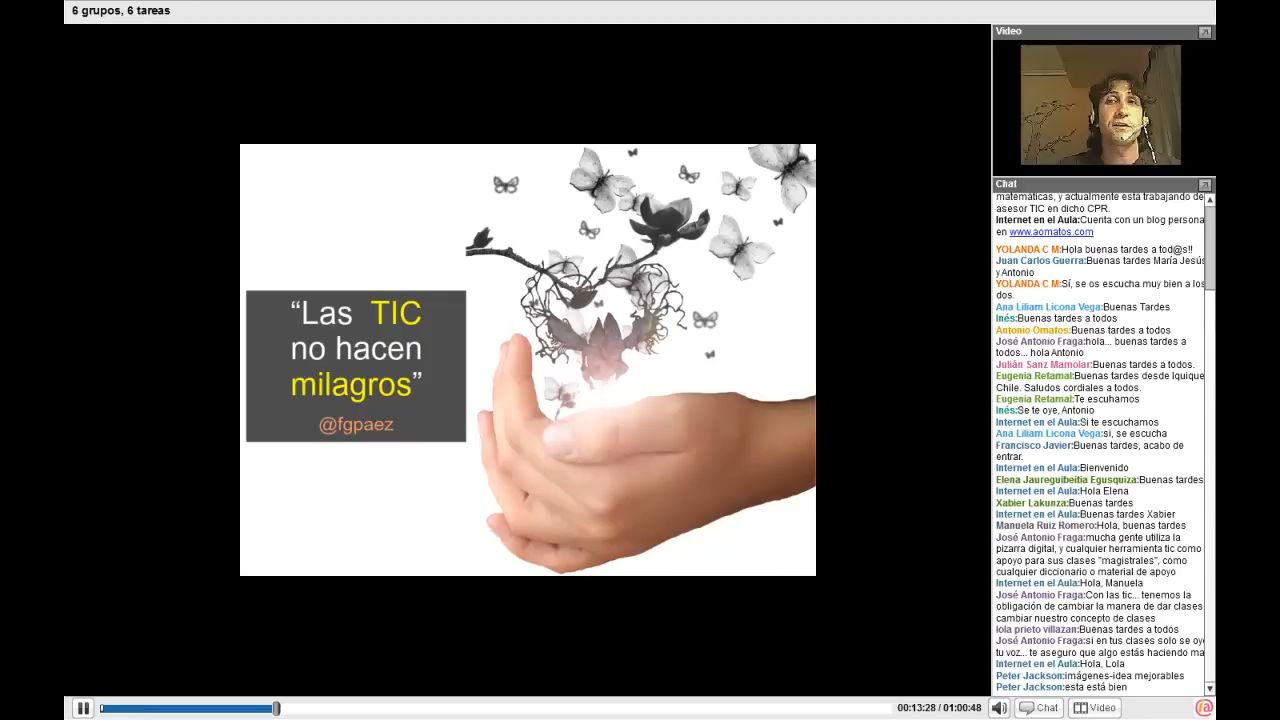 6 grupos, 6 tareas
“Las TIC
no hacen
milagros”
@fgpaez
Video
Chat
matemáticas, y actualmente está trabajando de
asesor TIC en dicho CPR.
Internet en el Aula:Cuenta con un blog persona
en www.aomatos.com
YOLANDA C M:Hola buenas tardes a tod@s!!
Juan Carlos Guerra:Buenas tardes María Jesús
y Antonio
YOLANDA C M:Sí, se os escucha muy bien a los
dos.
Ana Liliam Licona Vega:Buenas Tardes
Inés:Buenas tardes a todos
Antonio Omatos:Buenas tardes a todos
José Antonio Fraga:hola... buenas tardes a
todos... hola Antonio
Julián Sanz Mamolar:Buenas tardes a todos.
Eugenia Retamal:Buenas tardes desde Iquique
Chile. Saludos cordiales a todos.
Eugenia Retamal:Te escuhamos
Inés:Se te oye, Antonio
Internet en el Aula:Si te escuchamos
Ana Liliam Licona Vega:si, se escucha
Francisco Javier:Buenas tardes, acabo de
entrar.
Internet en el Aula:Bienvenido
Elena Jaureguibeitia Egusquiza:Buenas tardes
Internet en el Aula:Hola Elena
Xabier Lakunza:Buenas tardes
Internet en el Aula:Buenas tardes Xabier
Manuela Ruiz Romero:Hola, buenas tardes
José Antonio Fraga:mucha gente utiliza la
pizarra digital, y cualquier herramienta tic como
apoyo para sus clases "magistrales", como
cualquier diccionario o material de apoyo
Internet en el Aula:Hola, Manuela
José Antonio Fraga:Con las tic... tenemos la
obligación de cambiar la manera de dar clases
cambiar nuestro concepto de clases
lola prieto villazan:Buenas tardes a todos
José Antonio Fraga:si en tus clases solo se oye
tu voz... te aseguro que algo estás haciendo ma
Internet en el Aula:Hola, Lola
Peter Jackson:imágenes-idea mejorables
Peter Jackson:esta está bien
00:13:28 / 01:00:48
Chat
Video